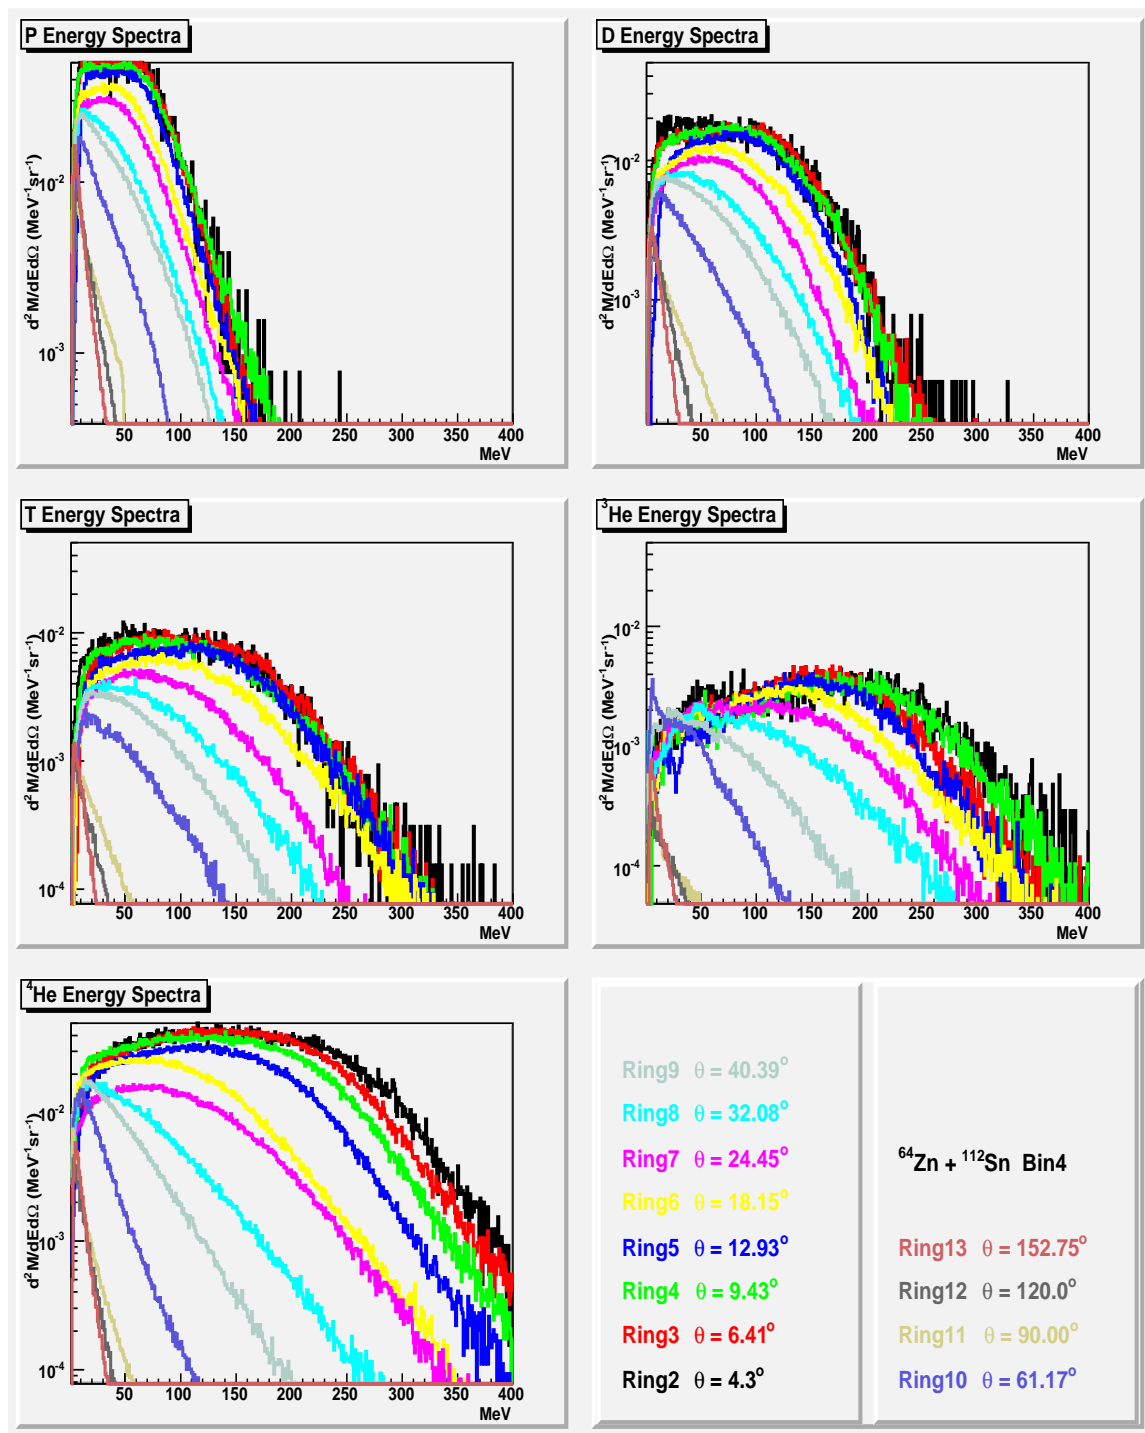 P Energy Spectra
d²M/dEdΩ (MeV⁻¹sr⁻¹)
10⁻²
10⁻³
50 100 150 200 250 300 350 400
MeV
D Energy Spectra
d²M/dEdΩ (MeV⁻¹sr⁻¹)
10⁻²
10⁻³
50 100 150 200 250 300 350 400
MeV
T Energy Spectra
d²M/dEdΩ (MeV⁻¹sr⁻¹)
10⁻²
10⁻³
10⁻⁴
50 100 150 200 250 300 350 400
MeV
³He Energy Spectra
d²M/dEdΩ (MeV⁻¹sr⁻¹)
10⁻²
10⁻³
10⁻⁴
50 100 150 200 250 300 350 400
MeV
⁴He Energy Spectra
d²M/dEdΩ (MeV⁻¹sr⁻¹)
10⁻²
10⁻³
10⁻⁴
50 100 150 200 250 300 350 400
MeV
Ring9 θ = 40.39°
Ring8 θ = 32.08°
Ring7 θ = 24.45°
Ring6 θ = 18.15°
Ring5 θ = 12.93°
Ring4 θ = 9.43°
Ring3 θ = 6.41°
Ring2 θ = 4.3°
⁶⁴Zn + ¹¹²Sn Bin4
Ring13 θ = 152.75°
Ring12 θ = 120.0°
Ring11 θ = 90.00°
Ring10 θ = 61.17°